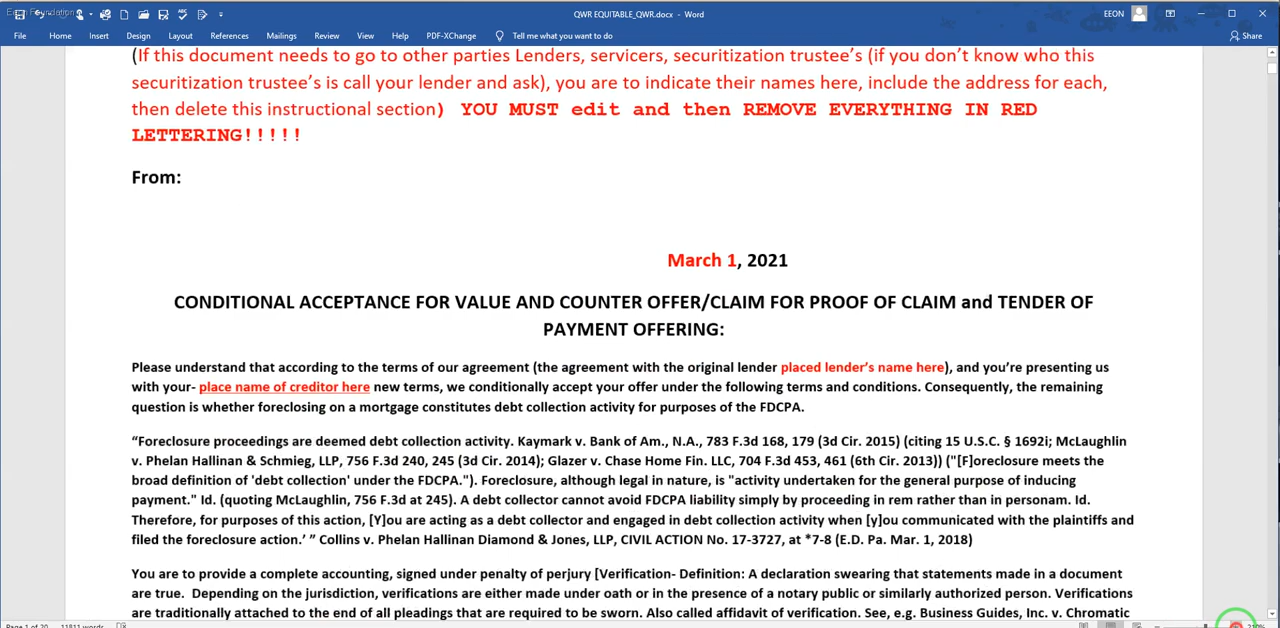 Eeon Foundation
QWR EQUITABLE_QWR.docx - Word
EEON
File Home Insert Design Layout References Mailings Review View Help PDF-XChange Tell me what you want to do Share
(If this document needs to go to other parties Lenders, servicers, securitization trustee’s (if you don’t know who this
securitization trustee’s is call your lender and ask), you are to indicate their names here, include the address for each,
then delete this instructional section) YOU MUST edit and then REMOVE EVERYTHING IN RED
LETTERING!!!!!
From:
March 1, 2021
CONDITIONAL ACCEPTANCE FOR VALUE AND COUNTER OFFER/CLAIM FOR PROOF OF CLAIM and TENDER OF
PAYMENT OFFERING:
Please understand that according to the terms of our agreement (the agreement with the original lender placed lender’s name here), and you’re presenting us
with your- place name of creditor here new terms, we conditionally accept your offer under the following terms and conditions. Consequently, the remaining
question is whether foreclosing on a mortgage constitutes debt collection activity for purposes of the FDCPA.
“Foreclosure proceedings are deemed debt collection activity. Kaymark v. Bank of Am., N.A., 783 F.3d 168, 179 (3d Cir. 2015) (citing 15 U.S.C. § 1692i; McLaughlin
v. Phelan Hallinan & Schmieg, LLP, 756 F.3d 240, 245 (3d Cir. 2014); Glazer v. Chase Home Fin. LLC, 704 F.3d 453, 461 (6th Cir. 2013)) ("[F]oreclosure meets the
broad definition of 'debt collection' under the FDCPA."). Foreclosure, although legal in nature, is "activity undertaken for the general purpose of inducing
payment." Id. (quoting McLaughlin, 756 F.3d at 245). A debt collector cannot avoid FDCPA liability simply by proceeding in rem rather than in personam. Id.
Therefore, for purposes of this action, [Y]ou are acting as a debt collector and engaged in debt collection activity when [y]ou communicated with the plaintiffs and
filed the foreclosure action.’ ” Collins v. Phelan Hallinan Diamond & Jones, LLP, CIVIL ACTION No. 17-3727, at *7-8 (E.D. Pa. Mar. 1, 2018)
You are to provide a complete accounting, signed under penalty of perjury [Verification- Definition: A declaration swearing that statements made in a document
are true. Depending on the jurisdiction, verifications are either made under oath or in the presence of a notary public or similarly authorized person. Verifications
are traditionally attached to the end of all pleadings that are required to be sworn. Also called affidavit of verification. See, e.g. Business Guides, Inc. v. Chromatic
Page 1 of 20 11811 words 210%